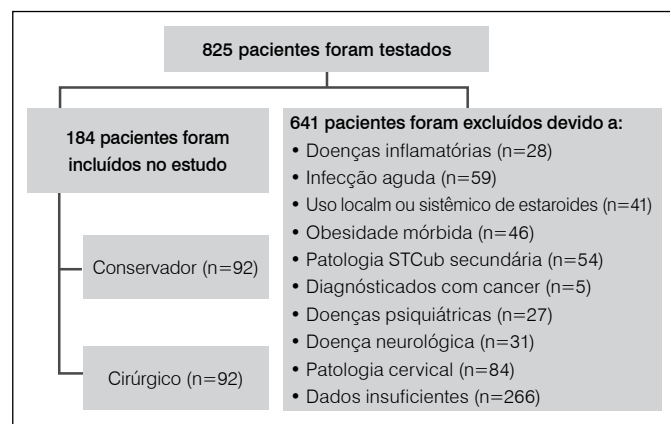 825 pacientes foram testados
184 pacientes foram
incluídos no estudo
Conservador (n=92)
Cirúrgico (n=92)
641 pacientes foram excluídos devido a:
• Doenças inflamatórias (n=28)
• Infecção aguda (n=59)
• Uso localm ou sistêmico de estaroides (n=41)
• Obesidade mórbida (n=46)
• Patologia STCub secundária (n=54)
• Diagnósticados com cancer (n=5)
• Doenças psiquiátricas (n=27)
• Doença neurológica (n=31)
• Patologia cervical (n=84)
• Dados insuficientes (n=266)